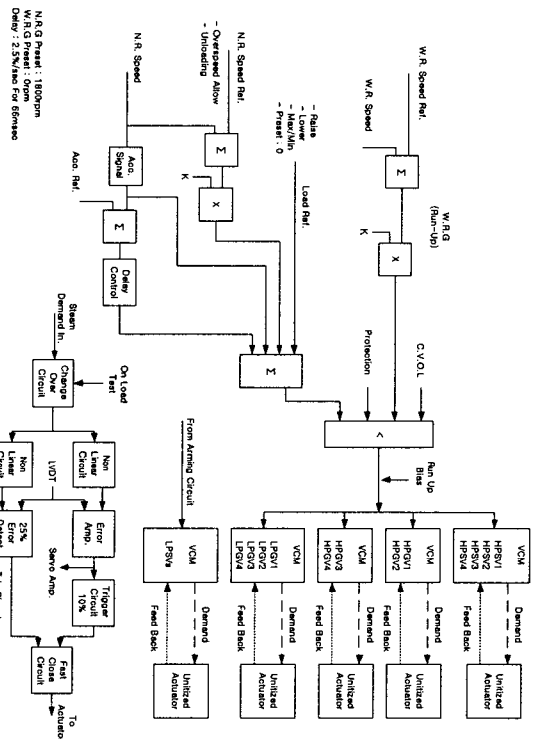 W.R. Speed Ref.
W.R. Speed
Σ
W.R.G
(Run-Up)
K
X
C.V.O.L
Protection
N.R. Speed Ref.
- Overspeed Allow
- Unloading
N.R. Speed
Σ
K
X
Acc.
Signal
Acc. Ref.
Σ
Delay
Control
Load Ref.
- Raise
- Lower
- Max/Min
- Preset : 0
Σ
<
Run Up
Bias
VCM
HPSV1
HPSV2
HPSV3
HPSV4
Demand
Feed Back
Unitized
Actuator
VCM
HPGV1
HPGV2
Demand
Feed Back
Unitized
Actuator
VCM
HPGV3
HPGV4
Demand
Feed Back
Unitized
Actuator
VCM
LPGV1
LPGV2
LPGV3
LPGV4
Demand
Feed Back
Unitized
Actuator
From Arming Circuit
VCM
LPSVs
Demand
Feed Back
Unitized
Actuator
Steam
Demand In.
On Load
Test
Change
Over
Circuit
Non
Linear
Circuit
Non
Linear
LVDT
Error
Amp.
25%
Error
Servo Amp.
Trigger
Circuit
10%
Fast
Close
Circuit
To
N.R.G Preset : 1800rpm
W.R.G Preset : 0rpm
Delay : 2.5%/sec For 66msec